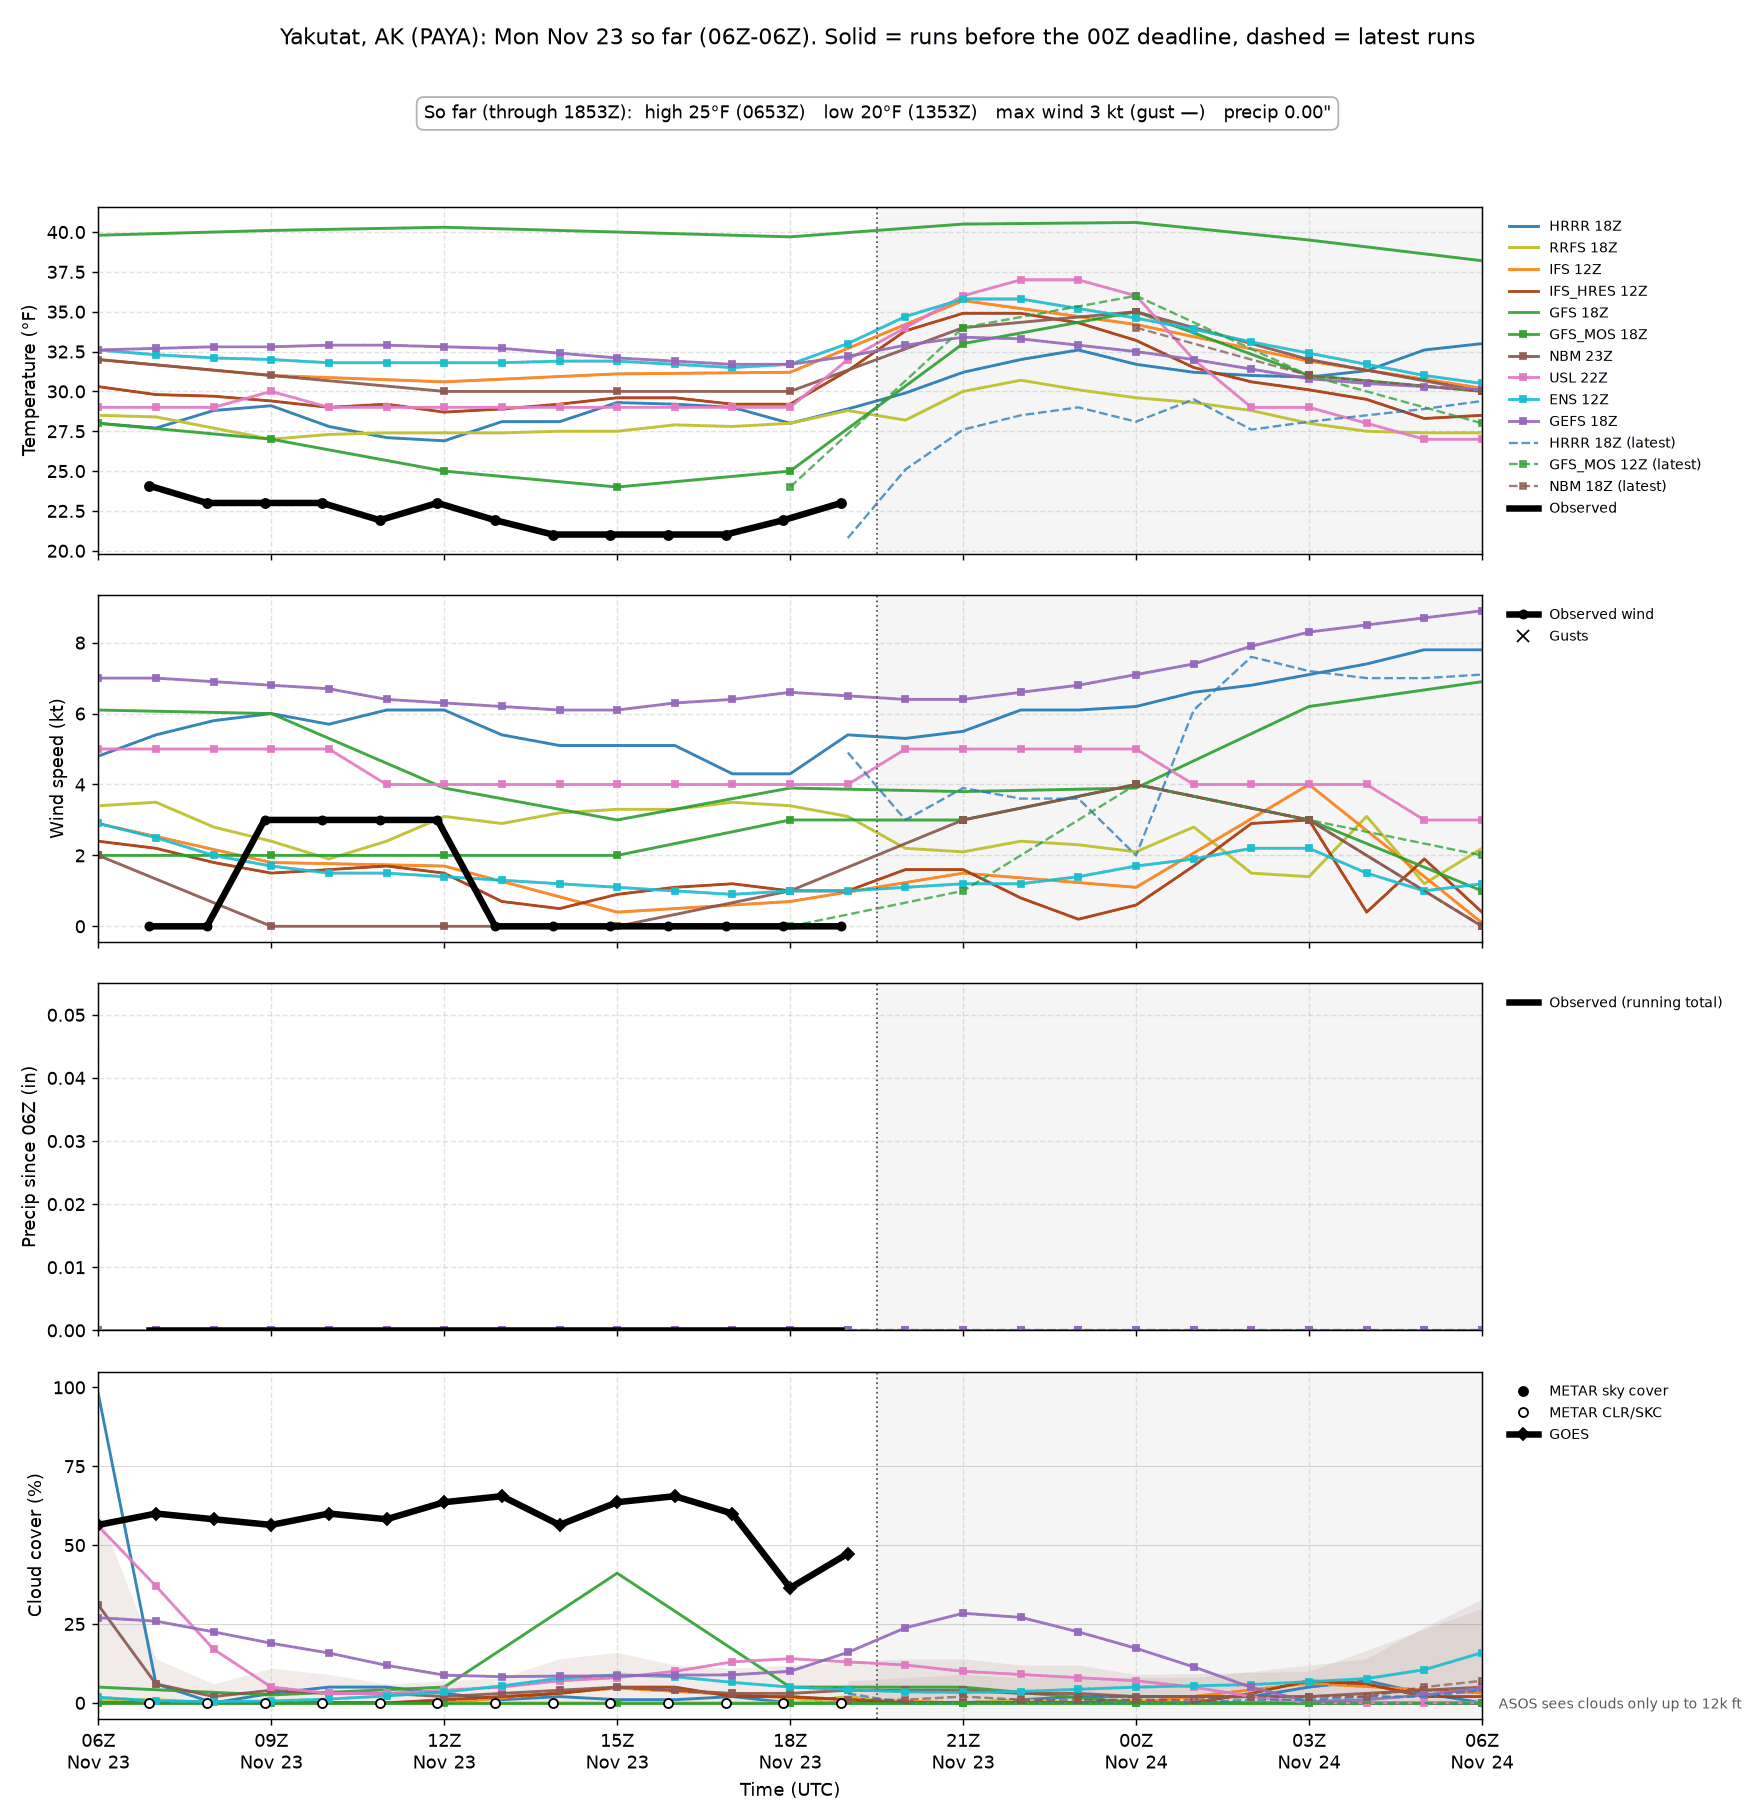 Yakutat, AK (PAYA): Mon Nov 23 so far (06Z-06Z). Solid = runs before the 00Z deadline, dashed = latest runs
So far (through 1853Z):  high 25°F (0653Z)   low 20°F (1353Z)   max wind 3 kt (gust —)   precip 0.00"
Temperature (°F)
40.0
37.5
35.0
32.5
30.0
27.5
25.0
22.5
20.0
HRRR 18Z
RRFS 18Z
IFS 12Z
IFS_HRES 12Z
GFS 18Z
GFS_MOS 18Z
NBM 23Z
USL 22Z
ENS 12Z
GEFS 18Z
HRRR 18Z (latest)
GFS_MOS 12Z (latest)
NBM 18Z (latest)
Observed
Wind speed (kt)
8
6
4
2
0
Observed wind
Gusts
Precip since 06Z (in)
0.05
0.04
0.03
0.02
0.01
0.00
Observed (running total)
Cloud cover (%)
100
75
50
25
0
METAR sky cover
METAR CLR/SKC
GOES
ASOS sees clouds only up to 12k ft
06Z 09Z 12Z 15Z 18Z 21Z 00Z 03Z 06Z
Nov 23 Nov 23 Nov 23 Nov 23 Nov 23 Nov 23 Nov 24 Nov 24 Nov 24
Time (UTC)